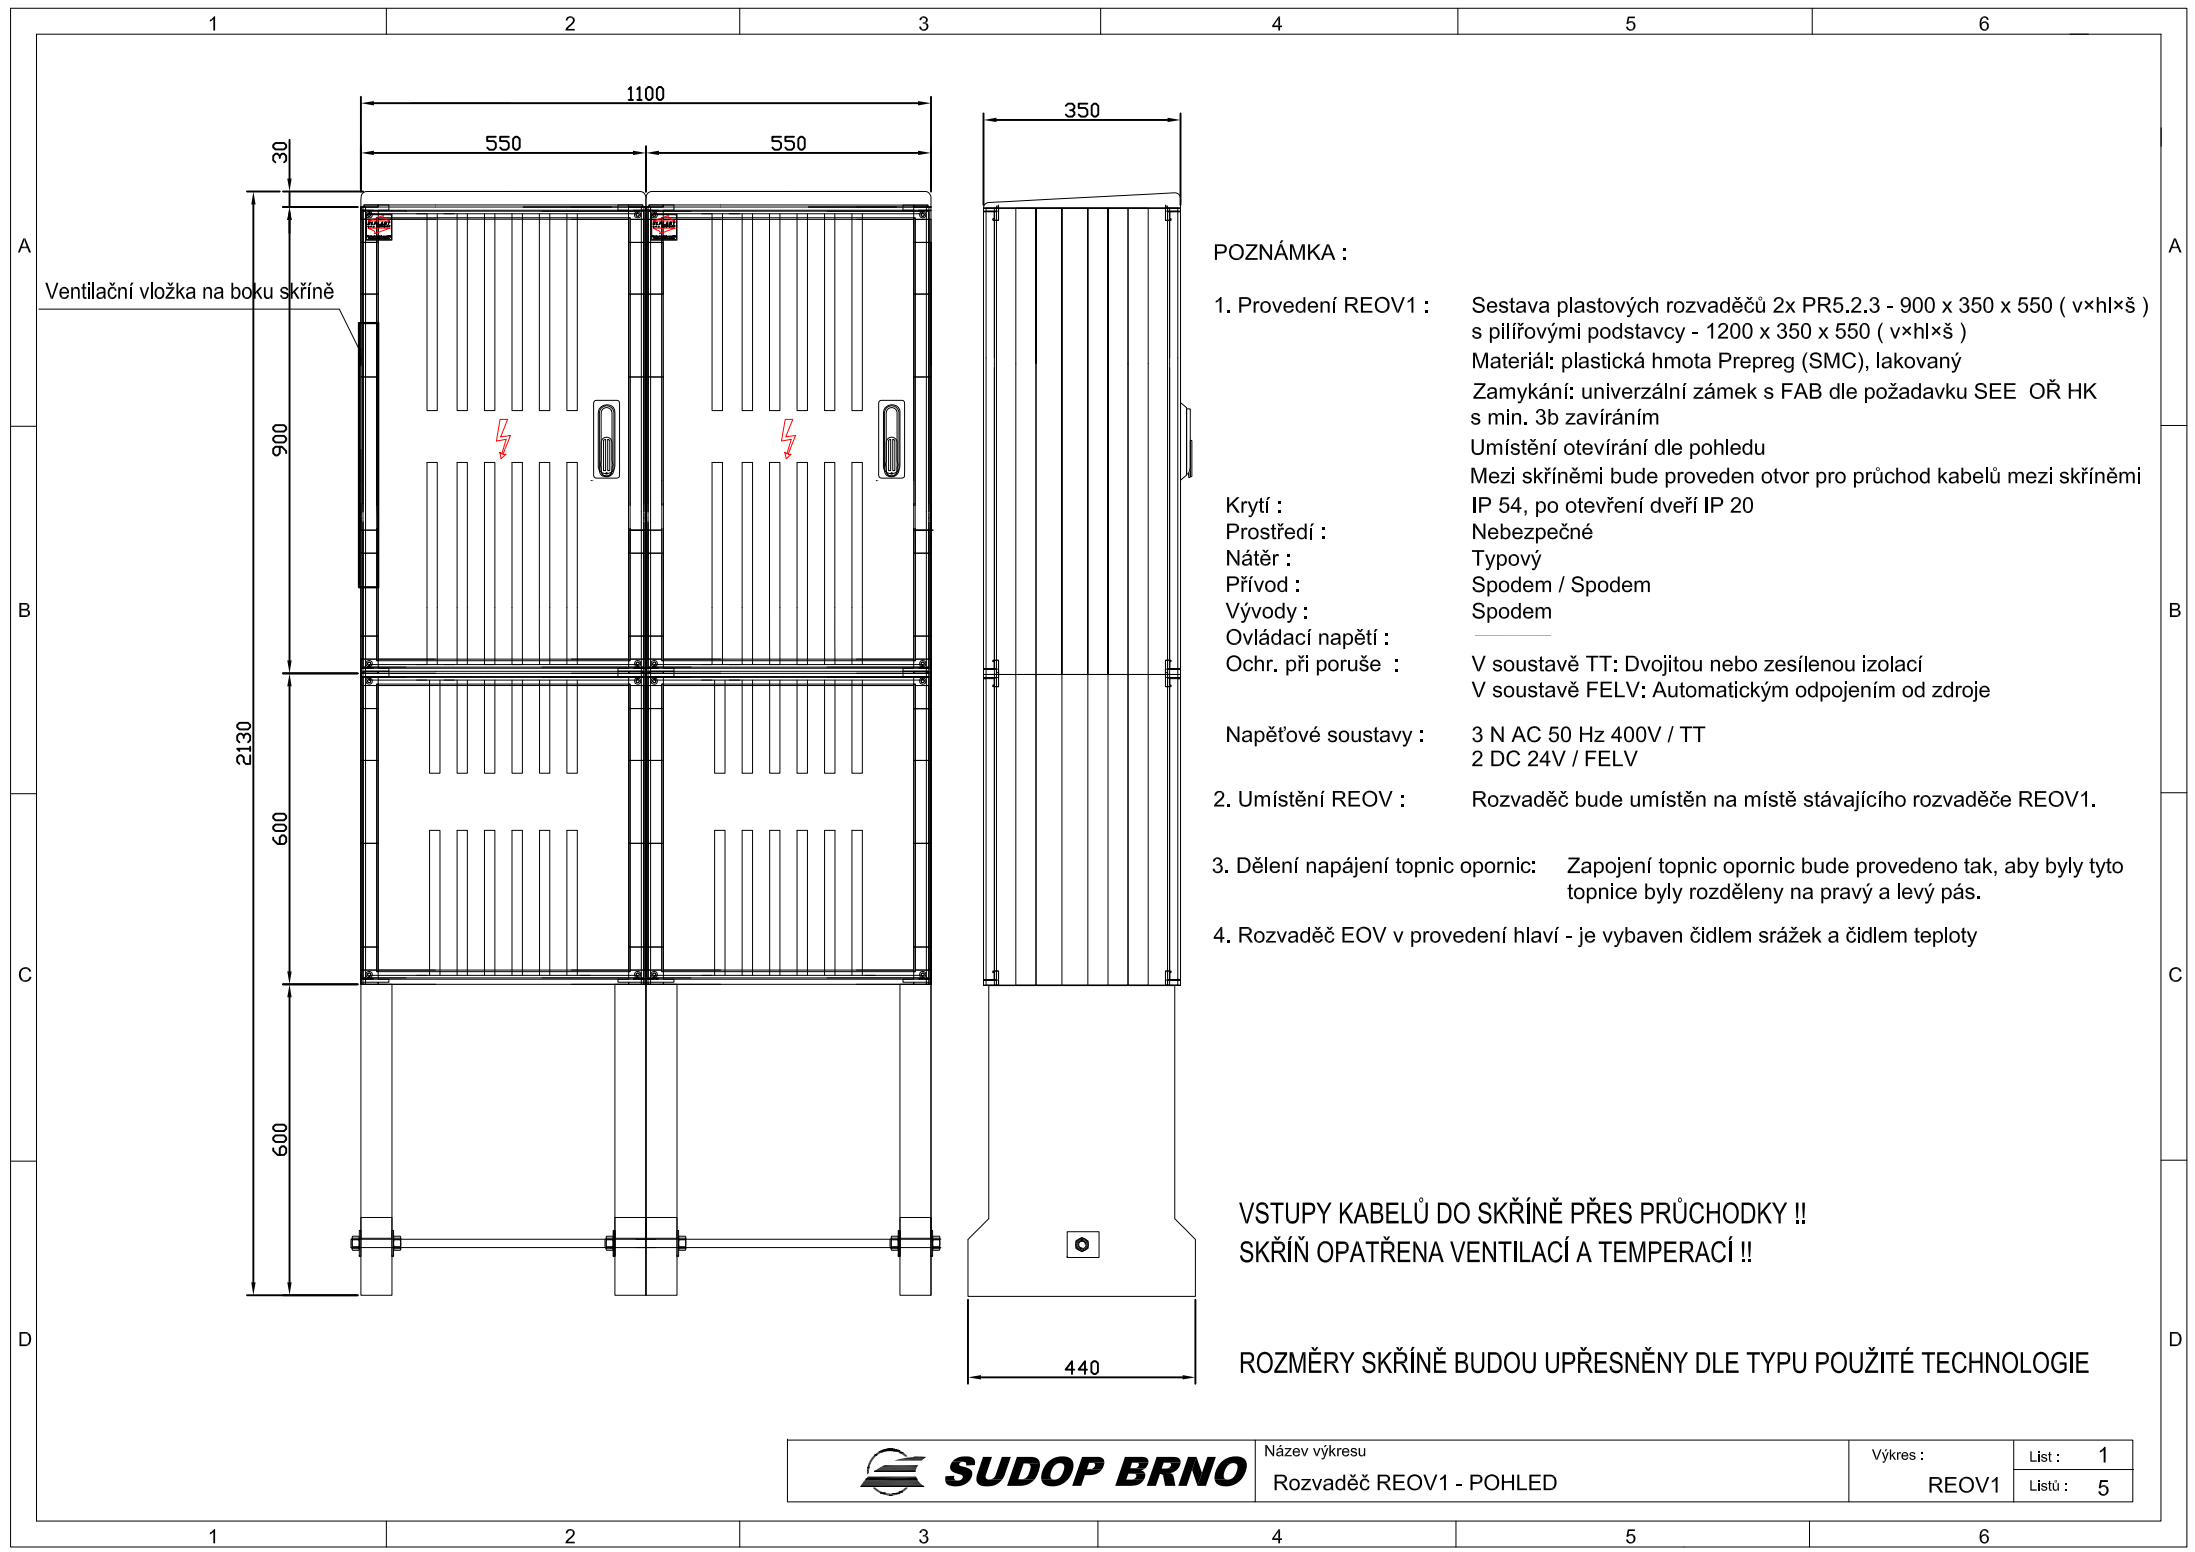 1 2 3 4 5 6
1100
350
550 550
30
A A
POZNÁMKA :
Ventilační vložka na boku skříně
1. Provedení REOV1 : Sestava plastových rozvaděčů 2x PR5.2.3 - 900 x 350 x 550 ( v×hl×š )
s pilířovými podstavcy - 1200 x 350 x 550 ( v×hl×š )
Materiál: plastická hmota Prepreg (SMC), lakovaný
Zamykání: univerzální zámek s FAB dle požadavku SEE OŘ HK
s min. 3b zavíráním
900
Umístění otevírání dle pohledu
Mezi skříněmi bude proveden otvor pro průchod kabelů mezi skříněmi
Krytí : IP 54, po otevření dveří IP 20
Prostředí : Nebezpečné
Nátěr : Typový
Přívod : Spodem / Spodem
B B
Vývody : Spodem
Ovládací napětí :
Ochr. při poruše : V soustavě TT: Dvojitou nebo zesílenou izolací
V soustavě FELV: Automatickým odpojením od zdroje
2130
Napěťové soustavy : 3 N AC 50 Hz 400V / TT
2 DC 24V / FELV
2. Umístění REOV : Rozvaděč bude umístěn na místě stávajícího rozvaděče REOV1.
600
3. Dělení napájení topnic opornic: Zapojení topnic opornic bude provedeno tak, aby byly tyto
topnice byly rozděleny na pravý a levý pás.
4. Rozvaděč EOV v provedení hlaví - je vybaven čidlem srážek a čidlem teploty
C C
600
VSTUPY KABELŮ DO SKŘÍNĚ PŘES PRŮCHODKY !!
SKŘÍŇ OPATŘENA VENTILACÍ A TEMPERACÍ !!
D D
440
ROZMĚRY SKŘÍNĚ BUDOU UPŘESNĚNY DLE TYPU POUŽITÉ TECHNOLOGIE
SUDOP BRNO
Název výkresu
Rozvaděč REOV1 - POHLED
Výkres :
REOV1
List : 1
Listů : 5
1 2 3 4 5 6